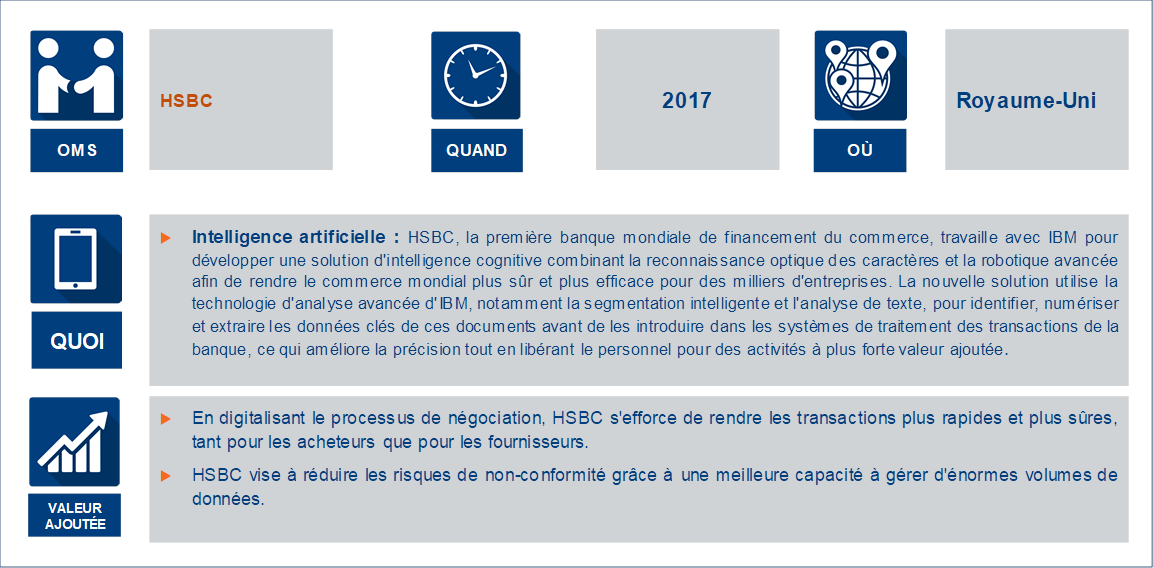 HSBC
OMS
2017
QUAND
Royaume-Uni
OÙ
QUOI
► Intelligence artificielle : HSBC, la première banque mondiale de financement du commerce, travaille avec IBM pour
développer une solution d'intelligence cognitive combinant la reconnaissance optique des caractères et la robotique avancée
afin de rendre le commerce mondial plus sûr et plus efficace pour des milliers d'entreprises. La nouvelle solution utilise la
technologie d'analyse avancée d'IBM, notamment la segmentation intelligente et l'analyse de texte, pour identifier, numériser
et extraire les données clés de ces documents avant de les introduire dans les systèmes de traitement des transactions de la
banque, ce qui améliore la précision tout en libérant le personnel pour des activités à plus forte valeur ajoutée.
VALEUR
AJOUTÉE
► En digitalisant le processus de négociation, HSBC s'efforce de rendre les transactions plus rapides et plus sûres,
tant pour les acheteurs que pour les fournisseurs.
► HSBC vise à réduire les risques de non-conformité grâce à une meilleure capacité à gérer d'énormes volumes de
données.